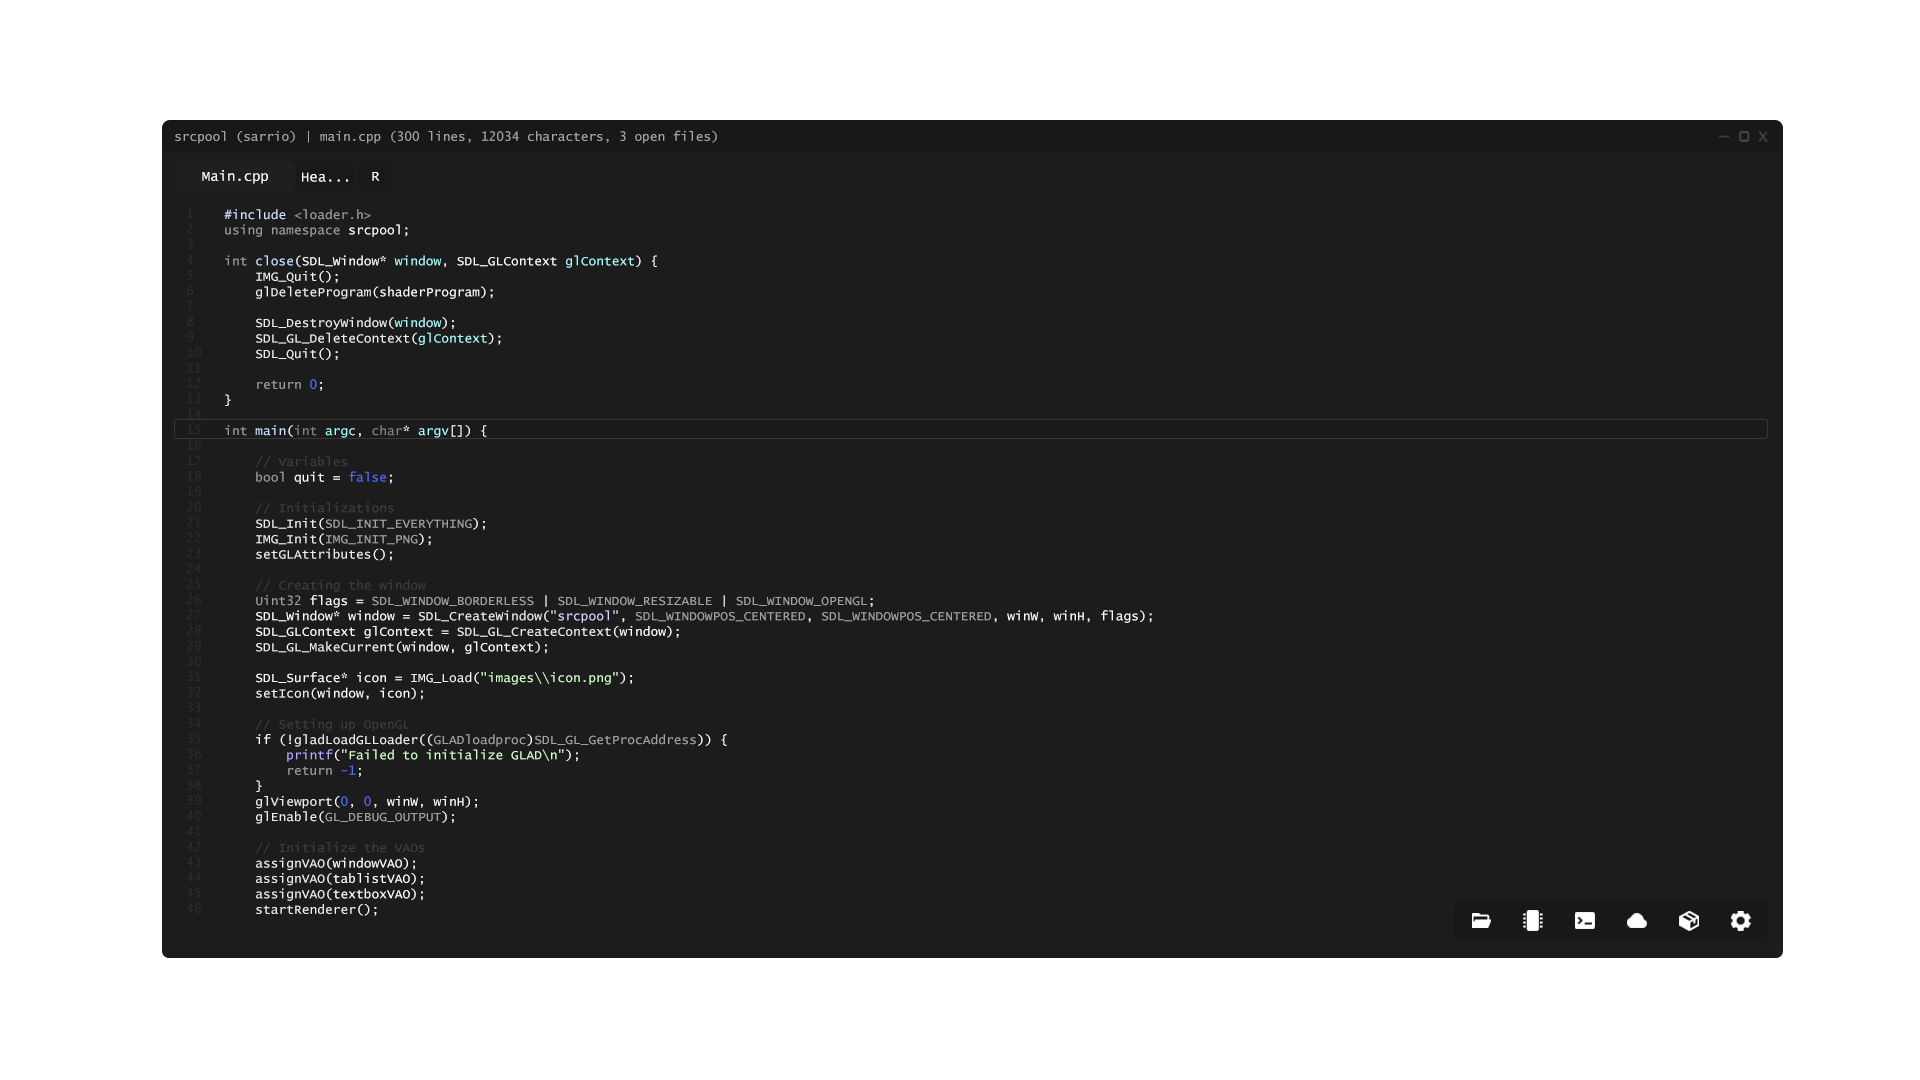 srcpool (sarrio) | main.cpp (300 lines, 12034 characters, 3 open files)
Main.cpp Hea... R
1 #include <loader.h>
2 using namespace srcpool;
3
4 int close(SDL_Window* window, SDL_GLContext glContext) {
5 IMG_Quit();
6 glDeleteProgram(shaderProgram);
7
8 SDL_DestroyWindow(window);
9 SDL_GL_DeleteContext(glContext);
10 SDL_Quit();
11
12 return 0;
13 }
14
15 int main(int argc, char* argv[]) {
16
17 // Variables
18 bool quit = false;
19
20 // Initializations
21 SDL_Init(SDL_INIT_EVERYTHING);
22 IMG_Init(IMG_INIT_PNG);
23 setGLAttributes();
24
25 // Creating the window
26 Uint32 flags = SDL_WINDOW_BORDERLESS | SDL_WINDOW_RESIZABLE | SDL_WINDOW_OPENGL;
27 SDL_Window* window = SDL_CreateWindow("srcpool", SDL_WINDOWPOS_CENTERED, SDL_WINDOWPOS_CENTERED, winW, winH, flags);
28 SDL_GLContext glContext = SDL_GL_CreateContext(window);
29 SDL_GL_MakeCurrent(window, glContext);
30
31 SDL_Surface* icon = IMG_Load("images\\icon.png");
32 setIcon(window, icon);
33
34 // Setting up OpenGL
35 if (!gladLoadGLLoader((GLADloadproc)SDL_GL_GetProcAddress)) {
36 printf("Failed to initialize GLAD\n");
37 return -1;
38 }
39 glViewport(0, 0, winW, winH);
40 glEnable(GL_DEBUG_OUTPUT);
41
42 // Initialize the VAOs
43 assignVAO(windowVAO);
44 assignVAO(tablistVAO);
45 assignVAO(textboxVAO);
46 startRenderer();